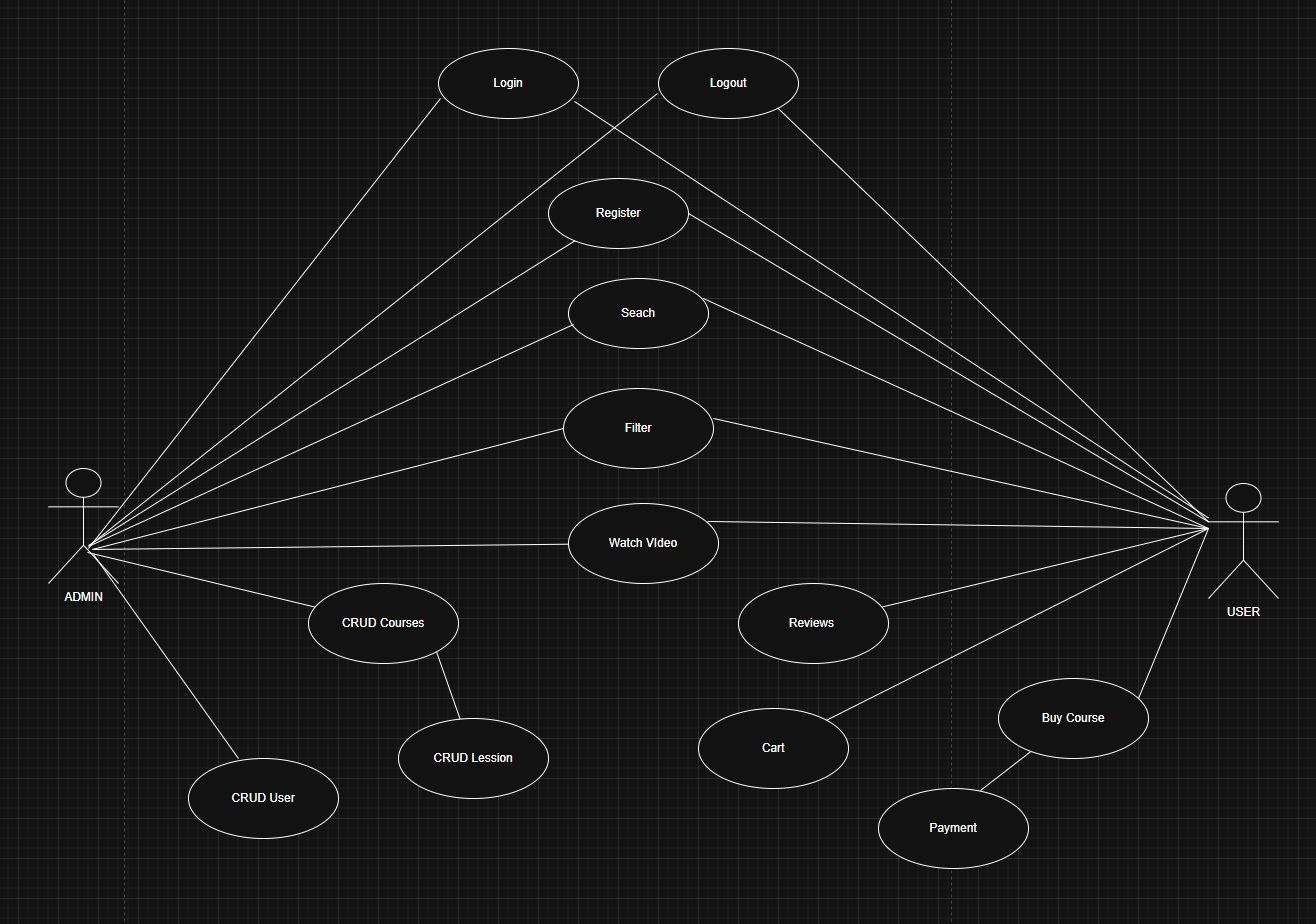 Login
Logout
Register
Seach
Filter
Watch VIdeo
ADMIN
USER
CRUD Courses
Reviews
Buy Course
Cart
CRUD Lession
CRUD User
Payment